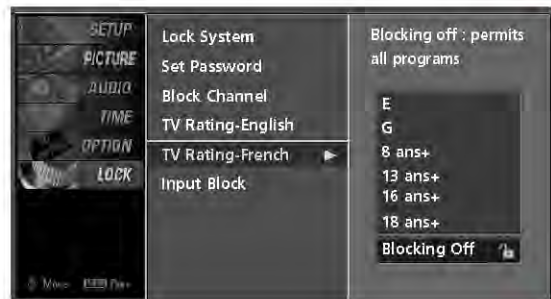 SETUP
PICTURE
AUDIO
TIME
OPTION
LOCK
Move
Lock System
Set Password
Block Channel
TV Rating-English
TV Rating-French
Input Block
Blocking off : permits
all programs
E
G
8 ans+
13 ans+
16 ans+
18 ans+
Blocking Off